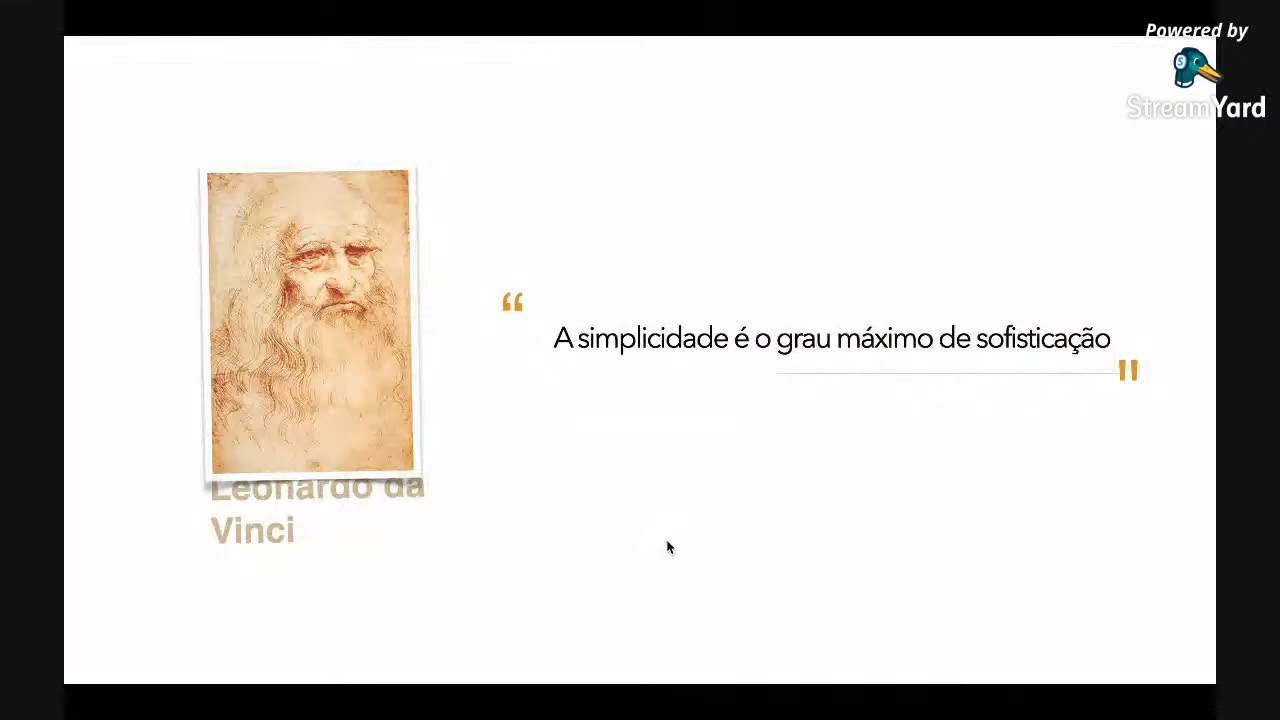 Powered by
StreamYard
“
A simplicidade é o grau máximo de sofisticação
"
Leonardo da
Vinci